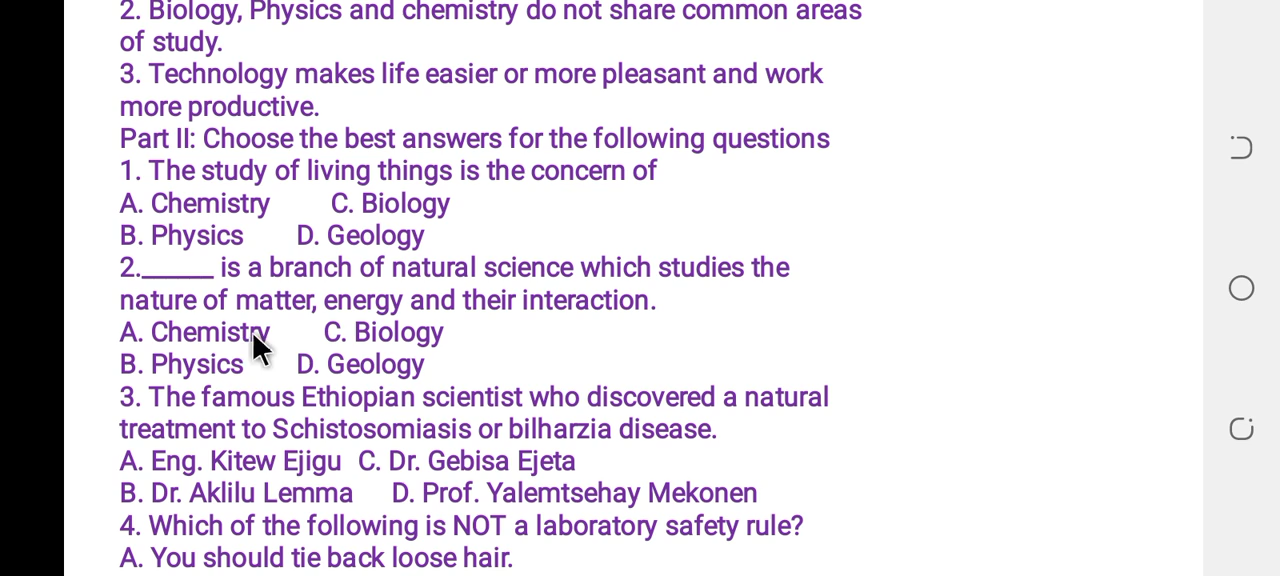 2. Biology, Physics and chemistry do not share common areas
of study.
3. Technology makes life easier or more pleasant and work
more productive.
Part II: Choose the best answers for the following questions
1. The study of living things is the concern of
A. Chemistry C. Biology
B. Physics D. Geology
2.______ is a branch of natural science which studies the
nature of matter, energy and their interaction.
A. Chemistry C. Biology
B. Physics D. Geology
3. The famous Ethiopian scientist who discovered a natural
treatment to Schistosomiasis or bilharzia disease.
A. Eng. Kitew Ejigu C. Dr. Gebisa Ejeta
B. Dr. Aklilu Lemma D. Prof. Yalemtsehay Mekonen
4. Which of the following is NOT a laboratory safety rule?
A. You should tie back loose hair.